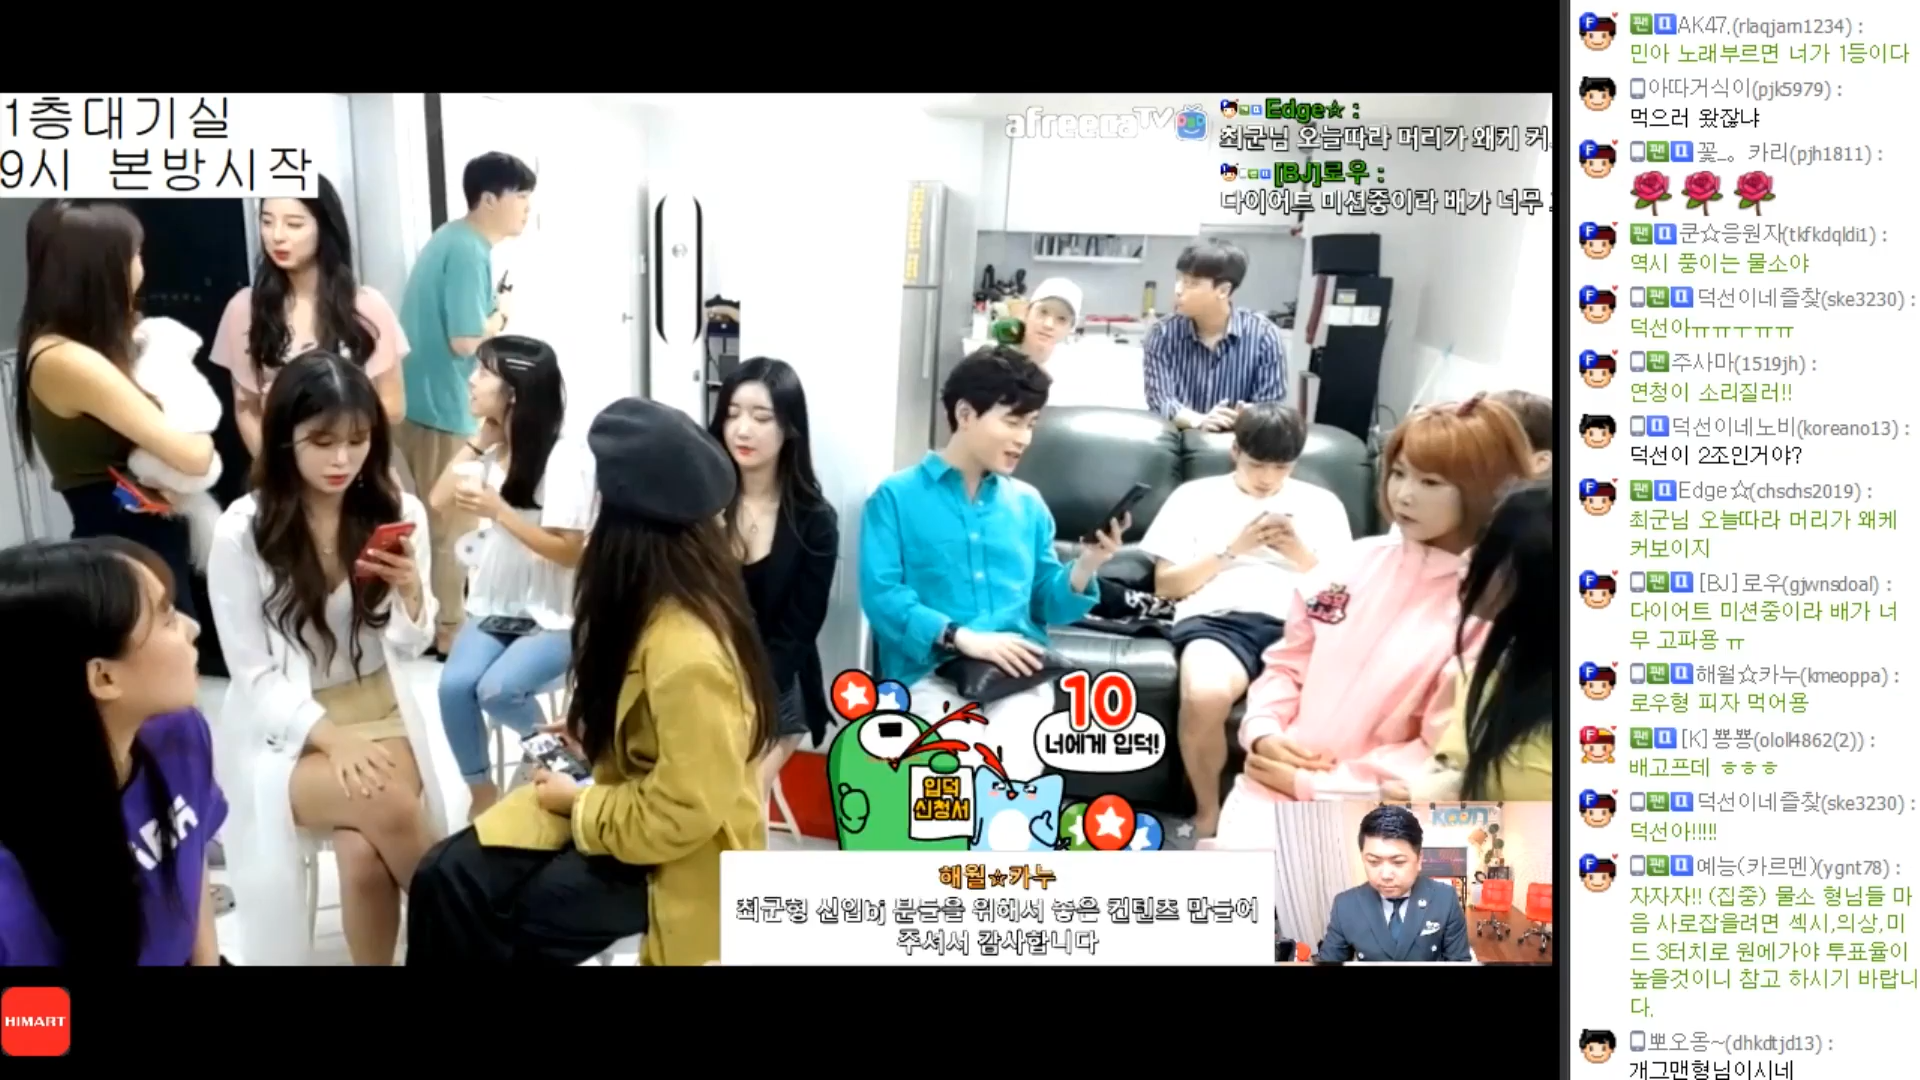 1층대기실
9시 본방시작
afreecaTV
Edge☆ :
최군님 오늘따라 머리가 왜케 커
[BJ]로우 :
다이어트 미션중이라 배가 너무
10
너에게 입덕!
입덕
신청서
해월☆카누
최군형 신입bj 분들을 위해서 좋은 컨텐츠 만들어
주셔서 감사합니다
KOON
HIMART
팬 AK47.(rlaqjam1234) :
민아 노래부르면 너가 1등이다
아따거식이(pjk5979) :
먹으러 왔잖냐
팬 꽃_。카리(pjh1811) :
팬 쿤☆응원자(tkfkdqldi1) :
역시 풍이는 물소야
팬 덕선이네즐찾(ske3230) :
덕선아ㅠㅠㅜㅠㅠ
팬 주사마(1519jh) :
연청이 소리질러!!
덕선이네노비(koreano13) :
덕선이 2조인거야?
팬 Edge☆(chschs2019) :
최군님 오늘따라 머리가 왜케
커보이지
팬 [BJ]로우(gjwnsdoal) :
다이어트 미션중이라 배가 너
무 고파용 ㅠ
팬 해월☆카누(kmeoppa) :
로우형 피자 먹어용
팬 [K]뿅뿅(olol4862(2)) :
배고프데 ㅎㅎㅎ
팬 덕선이네즐찾(ske3230) :
덕선아!!!!!
팬 예능(카르멘)(ygnt78) :
자자자!! (집중) 물소 형님들 마
음 사로잡을려면 섹시,의상,미
드 3터치로 원에가야 투표율이
높을것이니 참고 하시기 바랍니
다.
뽀오옹~(dhkdtjd13) :
개그맨형님이시네